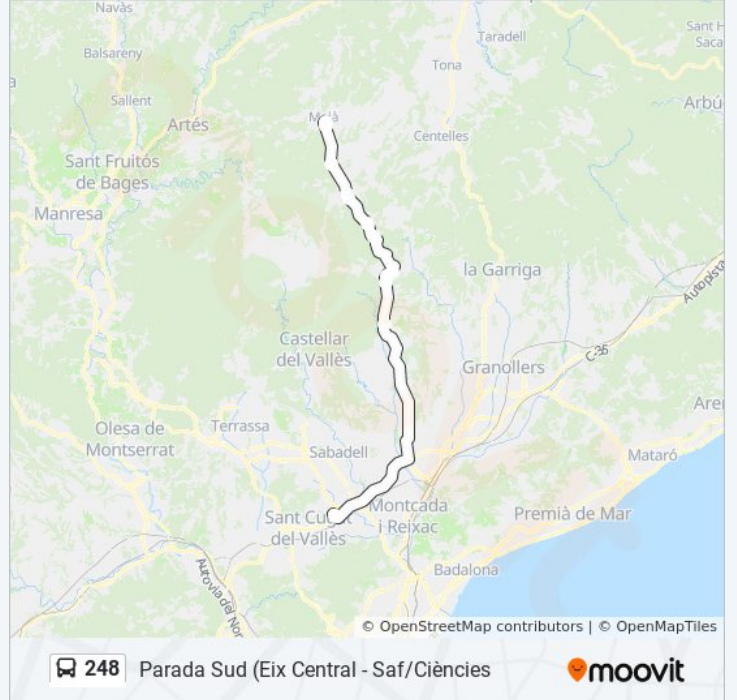 Navàs
Sant H
Saca
Taradell
Balsareny
Tona
Sallent
Arbú
Artés
Centelles
Sant Fruitós
de Bages
Manresa
la Garriga
Autopista
Castellar
del Vallès
C-35
Granollers
Aren
Olesa de
Montserrat
Terrassa
Sabadell
Mataró
Montcada
i Reixac
Sant Cu
del Vallès
Premià de Mar
Autovia del Nor
Badalona
© OpenStreetMap contributors | © OpenMapTiles
248 Parada Sud (Eix Central - Saf/Ciències
moovit